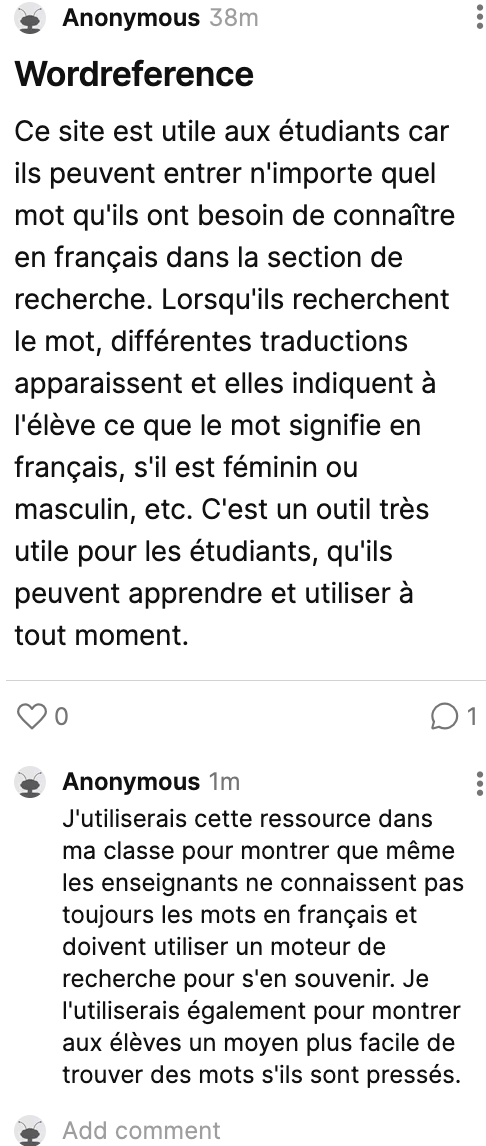 Anonymous 38m
Wordreference
Ce site est utile aux étudiants car
ils peuvent entrer n'importe quel
mot qu'ils ont besoin de connaître
en français dans la section de
recherche. Lorsqu'ils recherchent
le mot, différentes traductions
apparaissent et elles indiquent à
l'élève ce que le mot signifie en
français, s'il est féminin ou
masculin, etc. C'est un outil très
utile pour les étudiants, qu'ils
peuvent apprendre et utiliser à
tout moment.
0 1
Anonymous 1m
J'utiliserais cette ressource dans
ma classe pour montrer que même
les enseignants ne connaissent pas
toujours les mots en français et
doivent utiliser un moteur de
recherche pour s'en souvenir. Je
l'utiliserais également pour montrer
aux élèves un moyen plus facile de
trouver des mots s'ils sont pressés.
Add comment